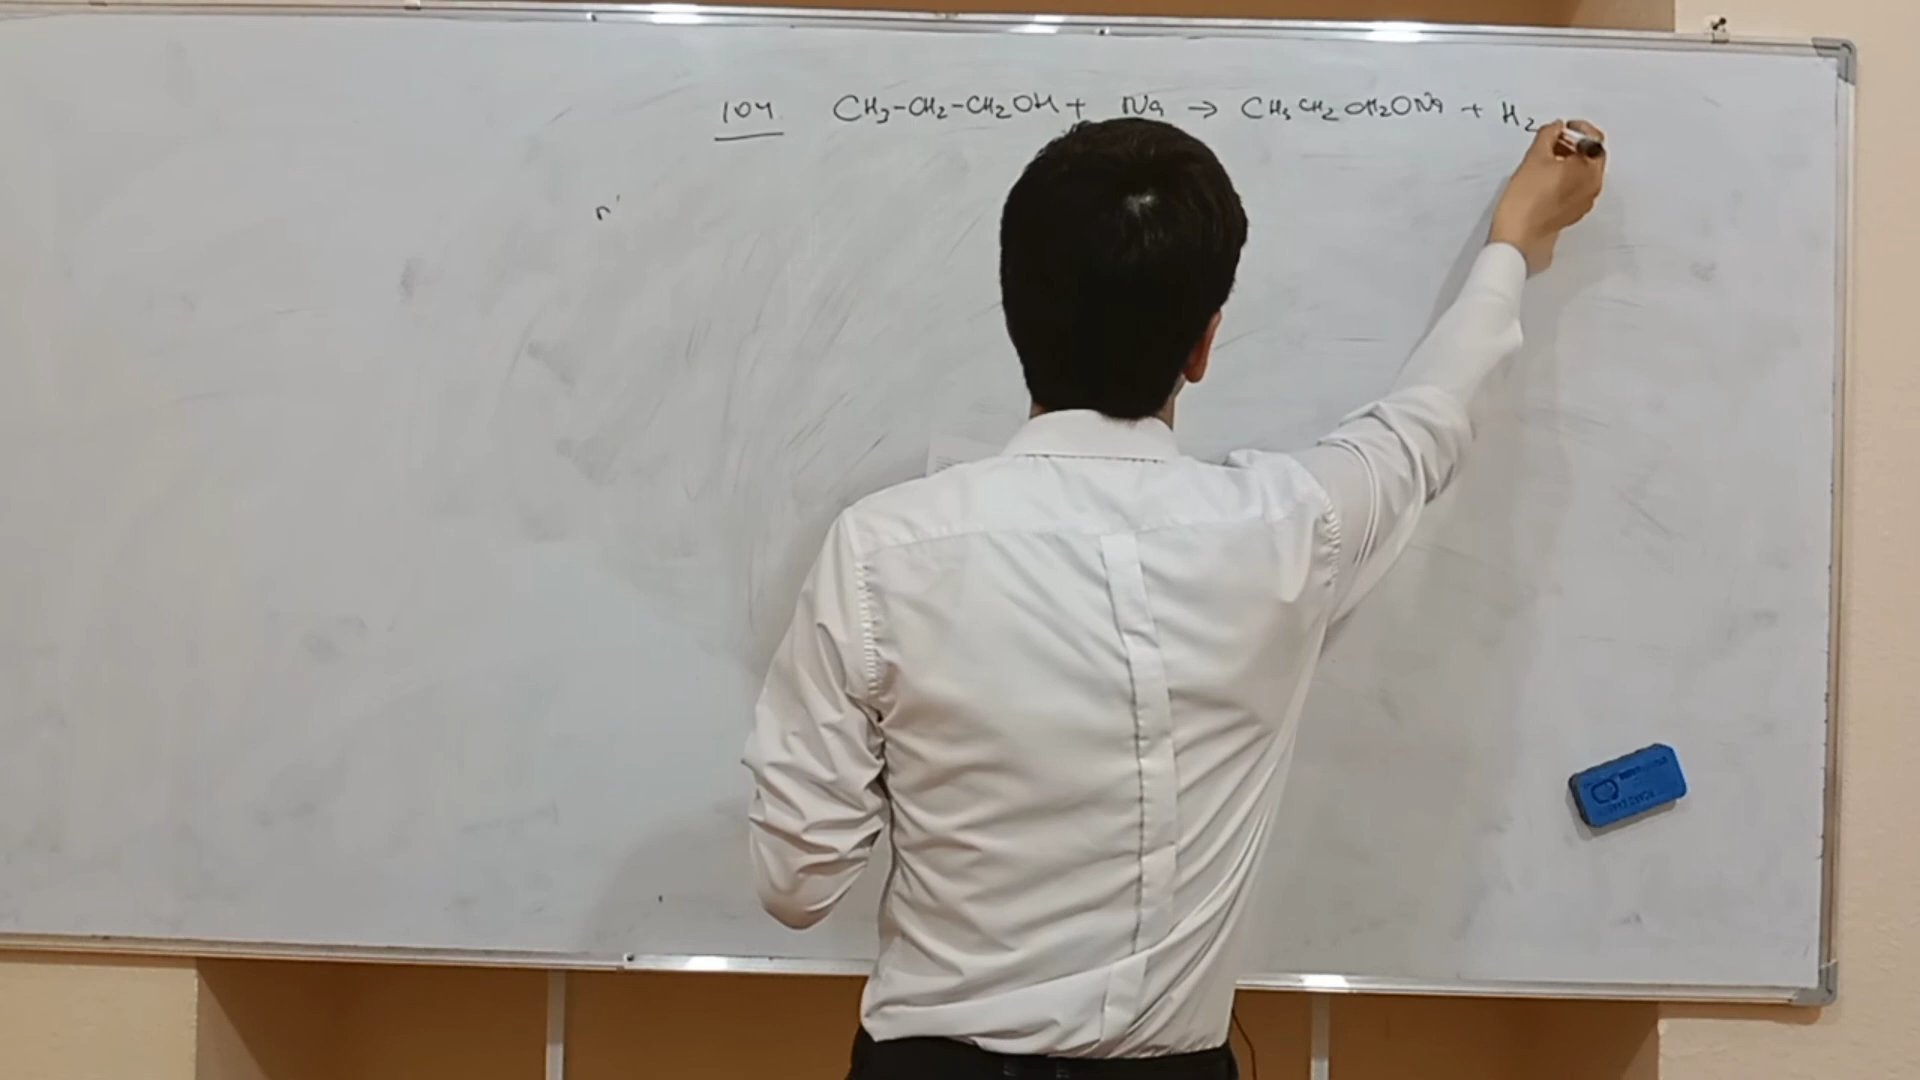 104 CH3-CH2-CH2OH + Na → CH3CH2CH2ONa + H2